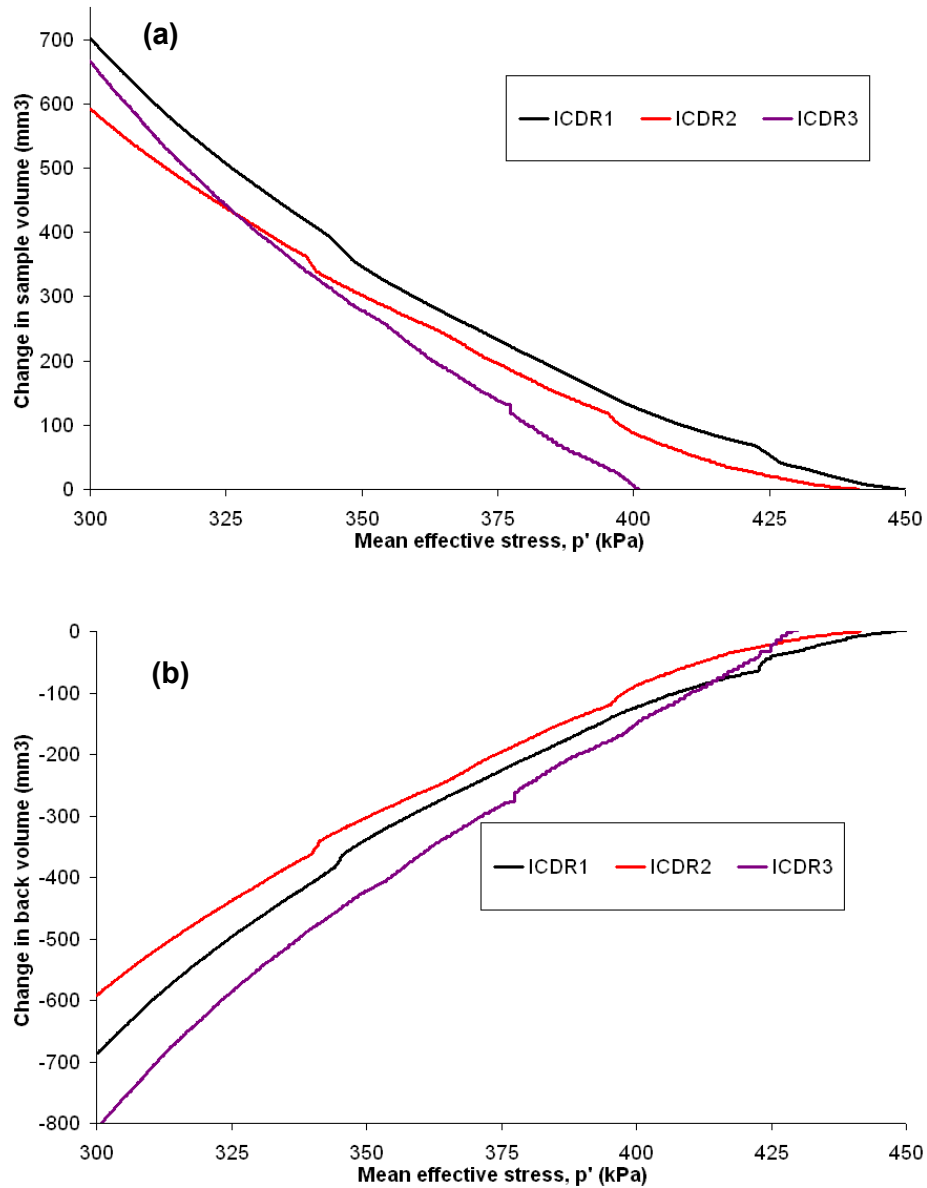 (a)
Change in sample volume (mm3)
700
600
500
400
300
200
100
0
ICDR1 ICDR2 ICDR3
300 325 350 375 400 425 450
Mean effective stress, p' (kPa)
(b)
Change in back volume (mm3)
0
-100
-200
-300
-400
-500
-600
-700
-800
ICDR1 ICDR2 ICDR3
300 325 350 375 400 425 450
Mean effective stress, p' (kPa)